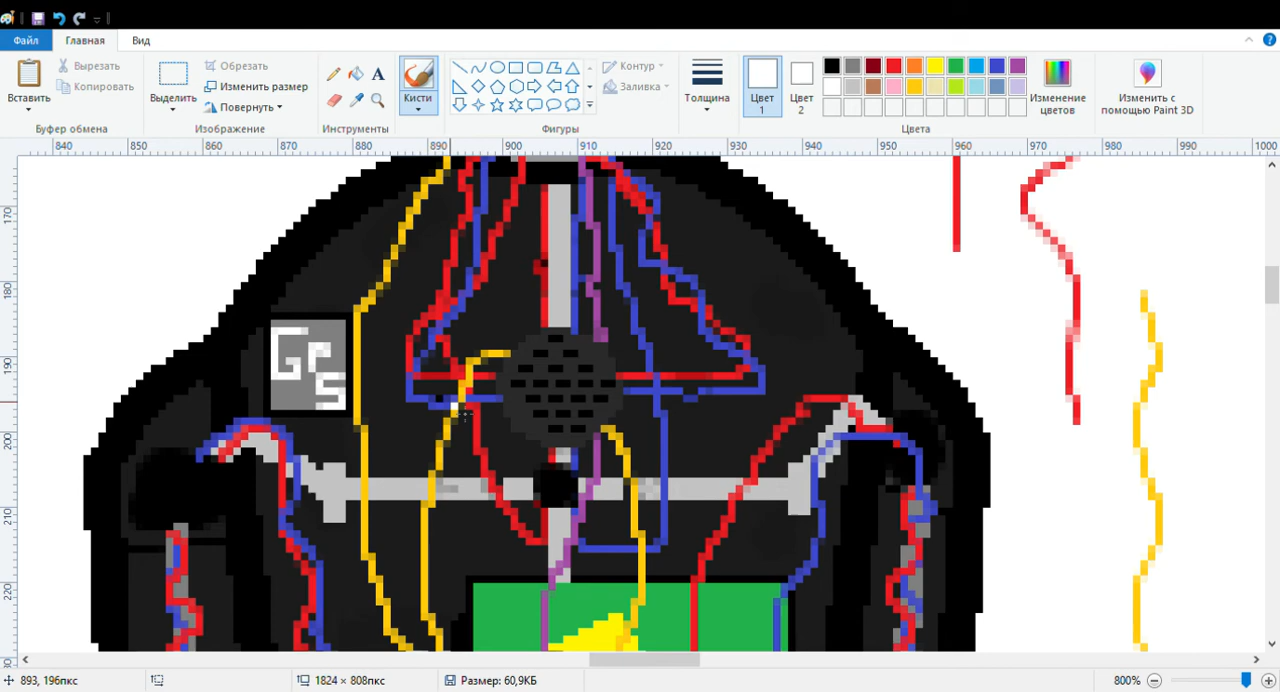 Файл Главная Вид
Вставить
Вырезать
Копировать
Буфер обмена
Выделить
Обрезать
Изменить размер
Повернуть
Изображение
A
Инструменты
Кисти
Контур
Заливка
Фигуры
Толщина
Цвет
1
Цвет
2
Изменение
цветов
Цвета
Изменить с
помощью Paint 3D
840 850 860 870 880 890 900 910 920 930 940 950 960 970 980 990 1000
170
180
190
200
210
220
893, 196пкс
1824 × 808пкс
Размер: 60,9КБ
800%